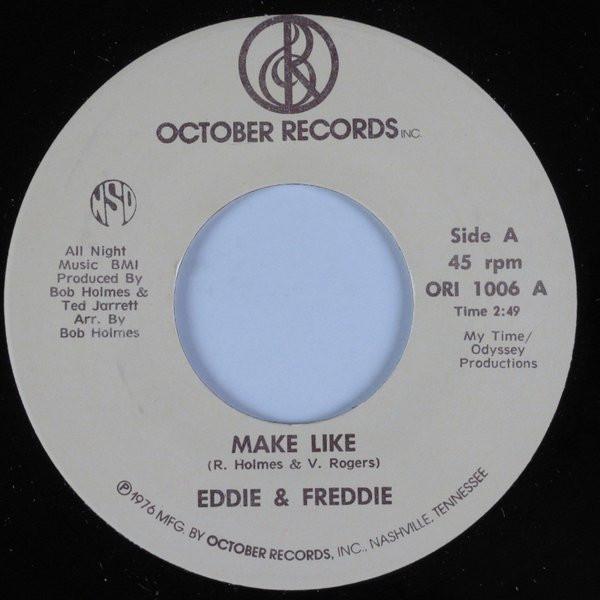 OCTOBER RECORDS INC.
NSD
All Night
Music BMI
Produced By
Bob Holmes &
Ted Jarrett
Arr. By
Bob Holmes
Side A
45 rpm
ORI 1006 A
Time 2:49
My Time/
Odyssey
Productions
MAKE LIKE
(R. Holmes & V. Rogers)
EDDIE & FREDDIE
℗1976 MFG. BY OCTOBER RECORDS, INC., NASHVILLE, TENNESSEE